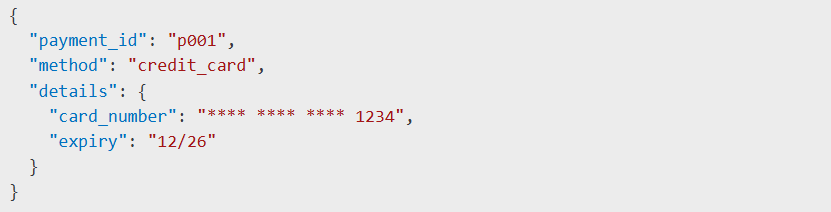 {
  "payment_id": "p001",
  "method": "credit_card",
  "details": {
    "card_number": "**** **** **** 1234",
    "expiry": "12/26"
  }
}